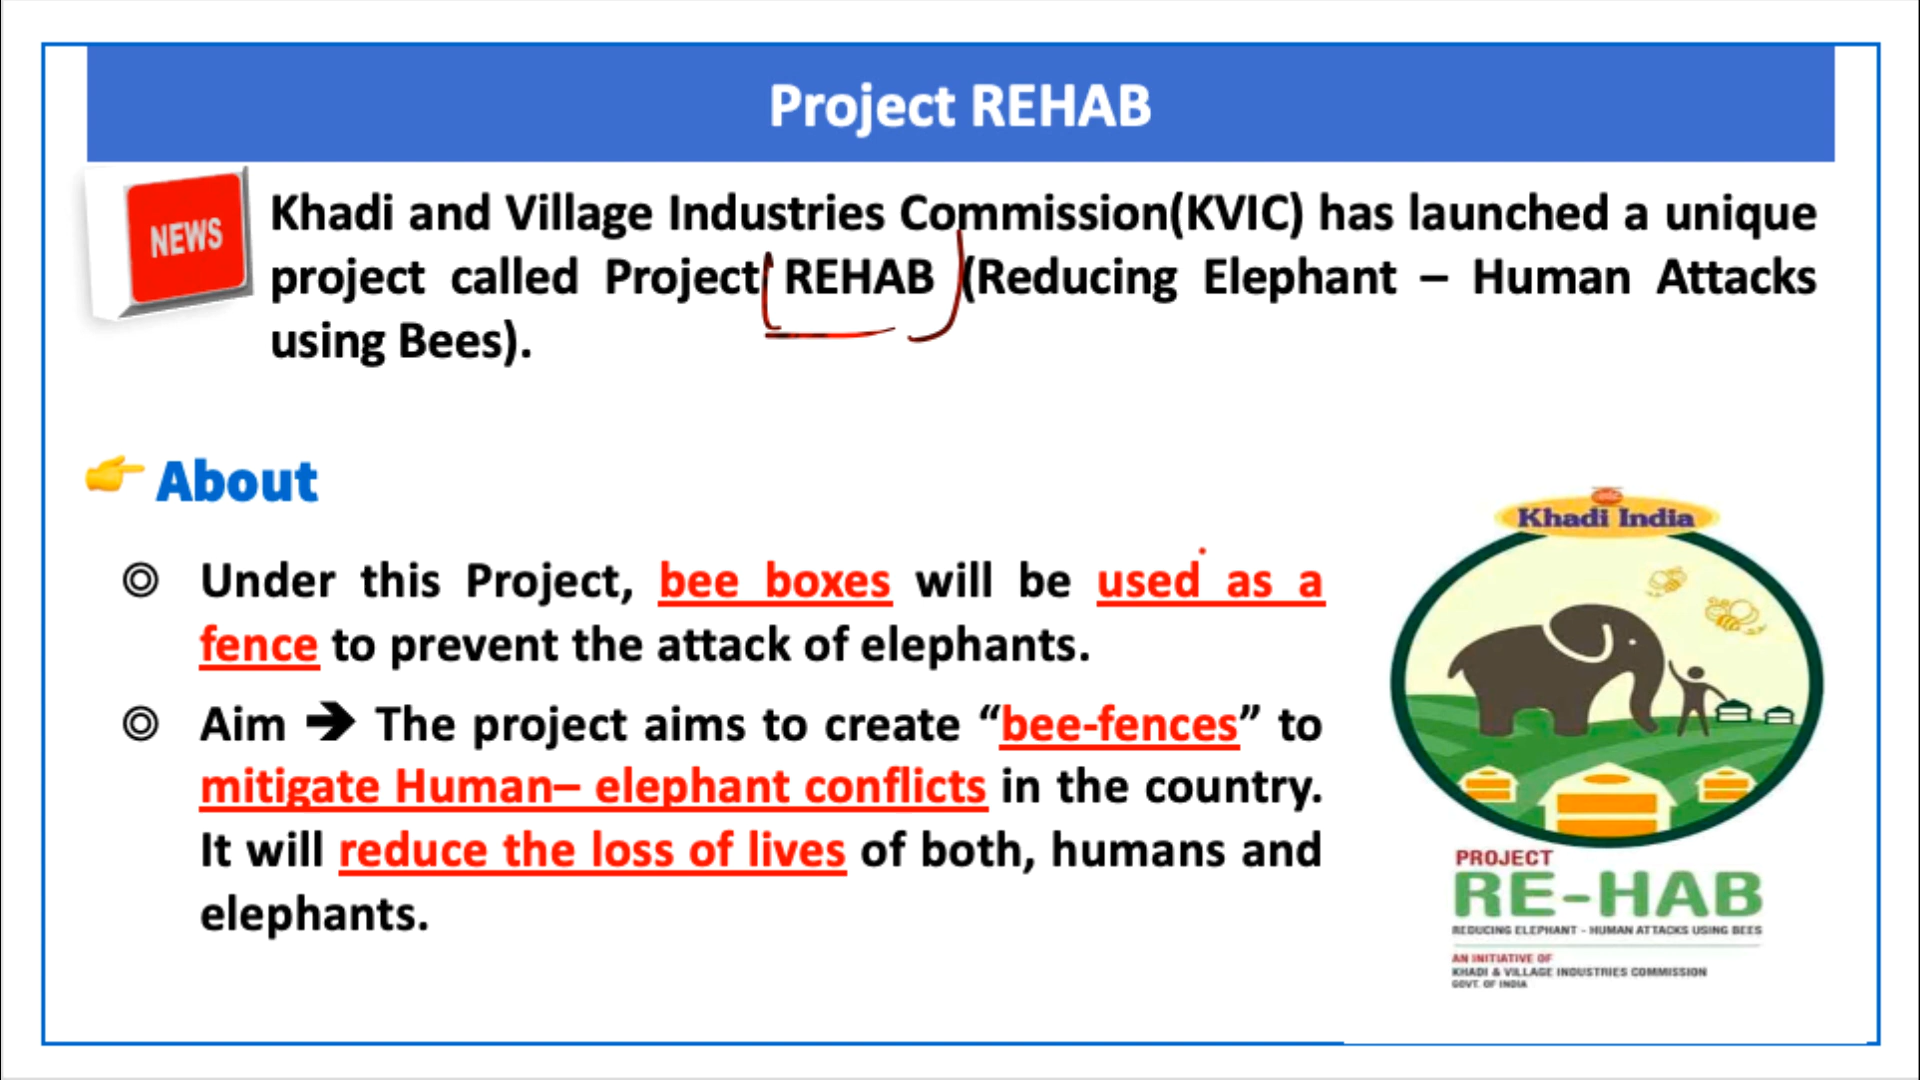 Project REHAB
NEWS
Khadi and Village Industries Commission(KVIC) has launched a unique
project called Project REHAB (Reducing Elephant – Human Attacks
using Bees).
About
Under this Project, bee boxes will be used as a
fence to prevent the attack of elephants.
Aim ➔ The project aims to create “bee-fences” to
mitigate Human– elephant conflicts in the country.
It will reduce the loss of lives of both, humans and
elephants.
Khadi India
PROJECT
RE-HAB
REDUCING ELEPHANT - HUMAN ATTACKS USING BEES
AN INITIATIVE OF
KHADI & VILLAGE INDUSTRIES COMMISSION
GOVT. OF INDIA